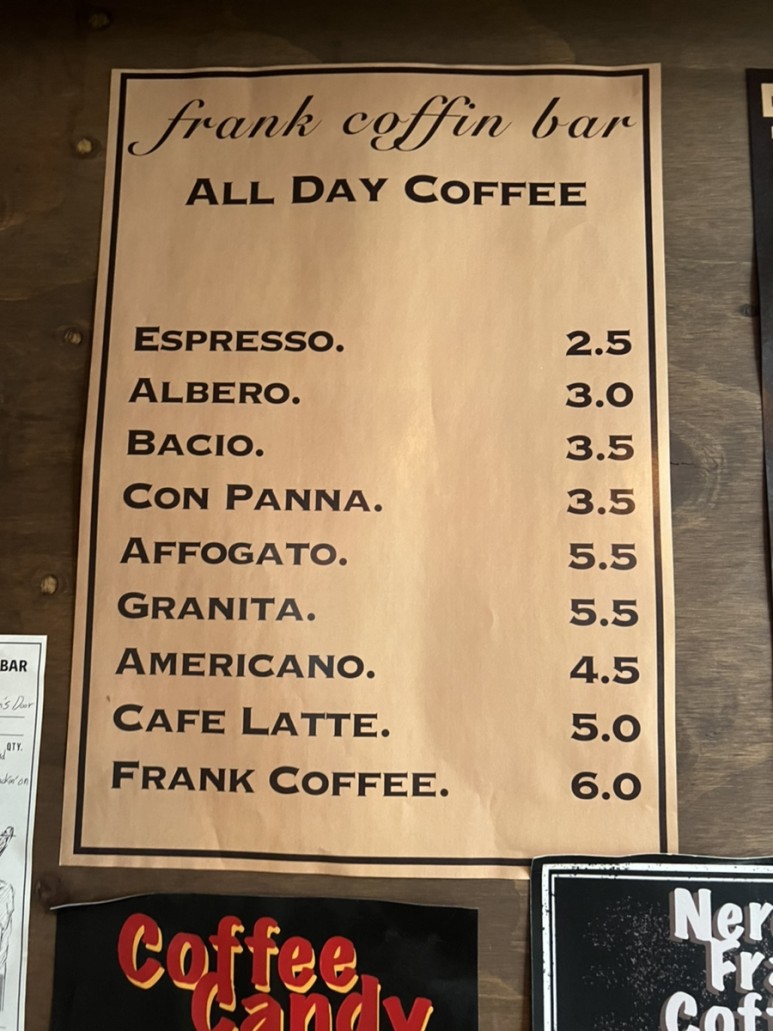 frank coffin bar
ALL DAY COFFEE
ESPRESSO. 2.5
ALBERO. 3.0
BACIO. 3.5
CON PANNA. 3.5
AFFOGATO. 5.5
GRANITA. 5.5
AMERICANO. 4.5
CAFE LATTE. 5.0
FRANK COFFEE. 6.0
BAR
QTY.
Coffee
Candy